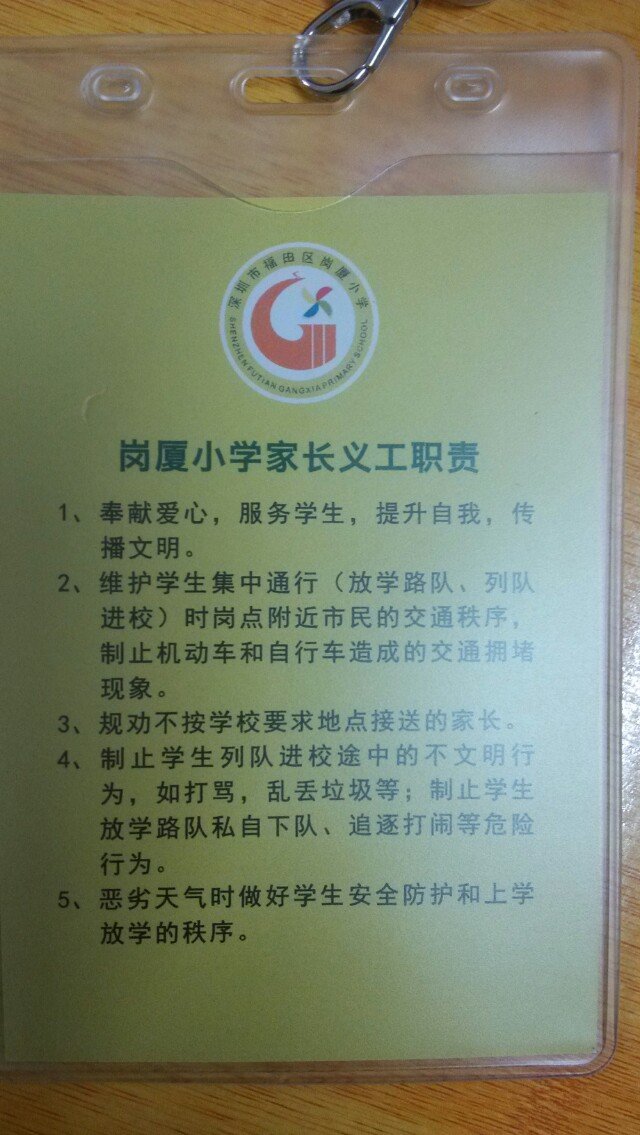 深圳市福田区岗厦小学
SHENZHEN FUTIAN GANGXIA PRIMARY SCHOOL
岗厦小学家长义工职责
1、奉献爱心，服务学生，提升自我，传
播文明。
2、维护学生集中通行（放学路队、列队
进校）时岗点附近市民的交通秩序，
制止机动车和自行车造成的交通拥堵
现象。
3、规劝不按学校要求地点接送的家长。
4、制止学生列队进校途中的不文明行
为，如打骂，乱丢垃圾等；制止学生
放学路队私自下队、追逐打闹等危险
行为。
5、恶劣天气时做好学生安全防护和上学
放学的秩序。